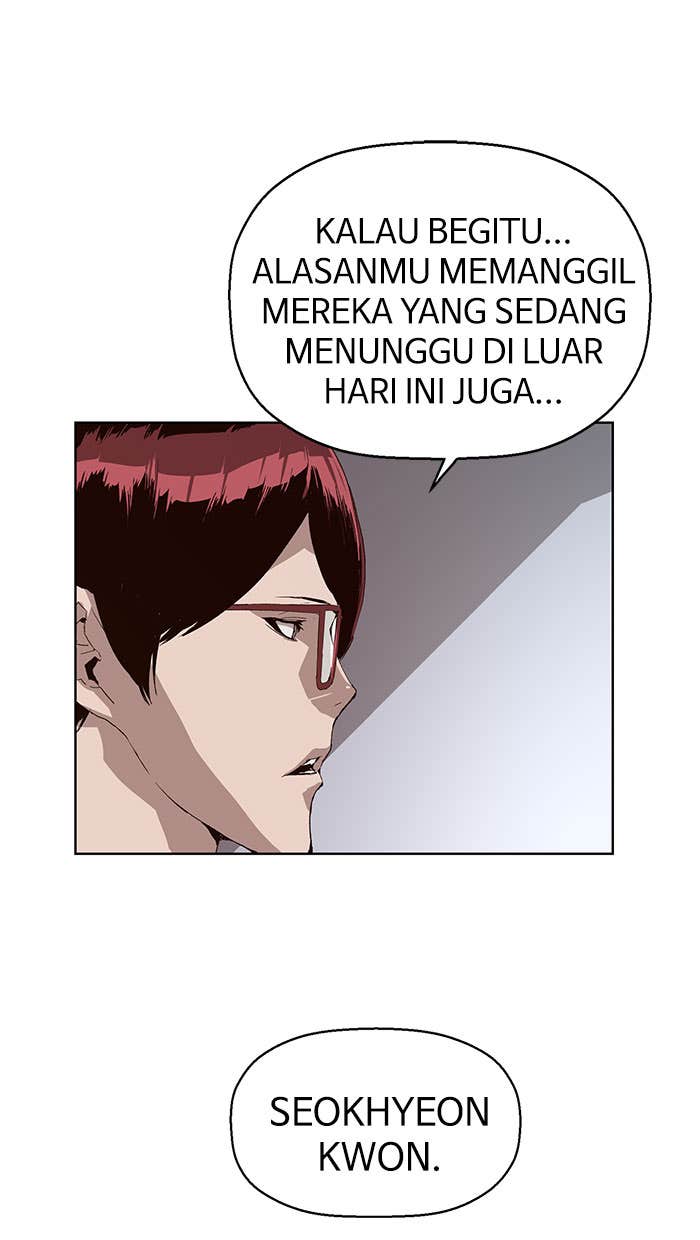 KALAU BEGITU...
ALASANMU MEMANGGIL
MEREKA YANG SEDANG
MENUNGGU DI LUAR
HARI INI JUGA...
SEOKHYEON
KWON.